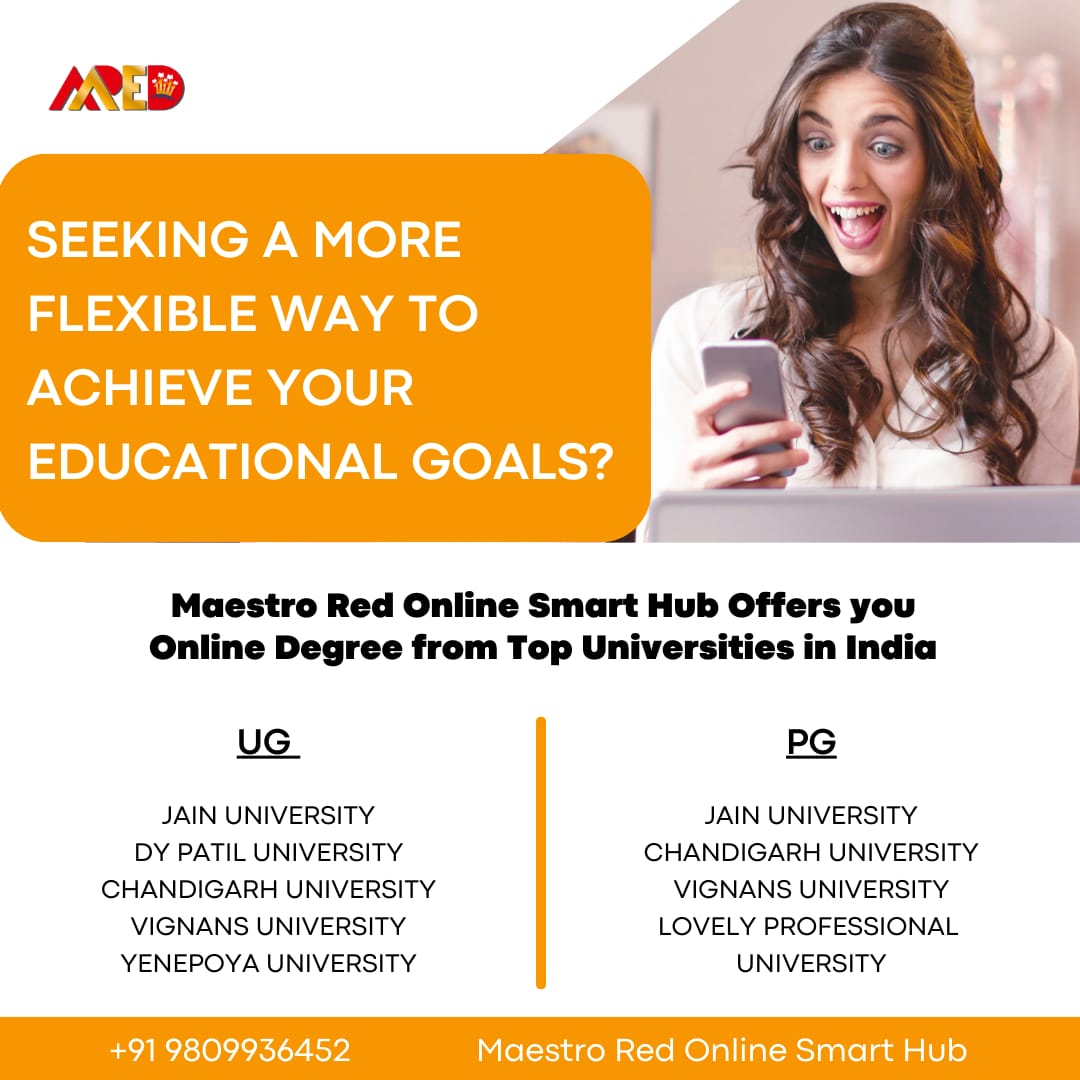 MRED
SEEKING A MORE
FLEXIBLE WAY TO
ACHIEVE YOUR
EDUCATIONAL GOALS?
Maestro Red Online Smart Hub Offers you
Online Degree from Top Universities in India
UG
JAIN UNIVERSITY
DY PATIL UNIVERSITY
CHANDIGARH UNIVERSITY
VIGNANS UNIVERSITY
YENEPOYA UNIVERSITY
PG
JAIN UNIVERSITY
CHANDIGARH UNIVERSITY
VIGNANS UNIVERSITY
LOVELY PROFESSIONAL
UNIVERSITY
+91 9809936452
Maestro Red Online Smart Hub